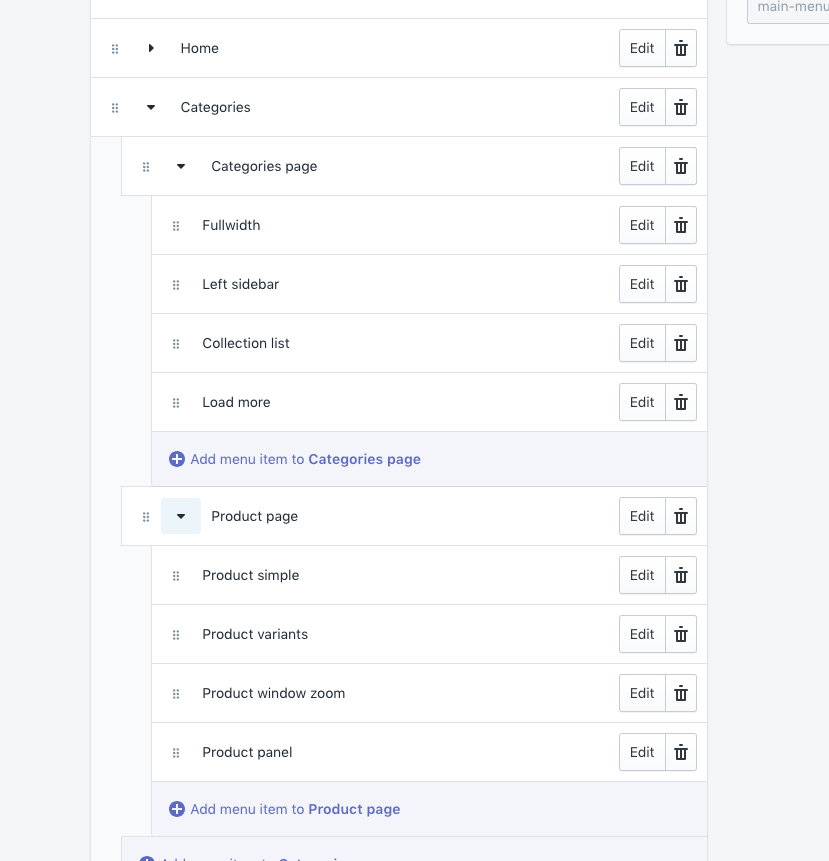 main-menu
Home Edit
Categories Edit
Categories page Edit
Fullwidth Edit
Left sidebar Edit
Collection list Edit
Load more Edit
Add menu item to Categories page
Product page Edit
Product simple Edit
Product variants Edit
Product window zoom Edit
Product panel Edit
Add menu item to Product page